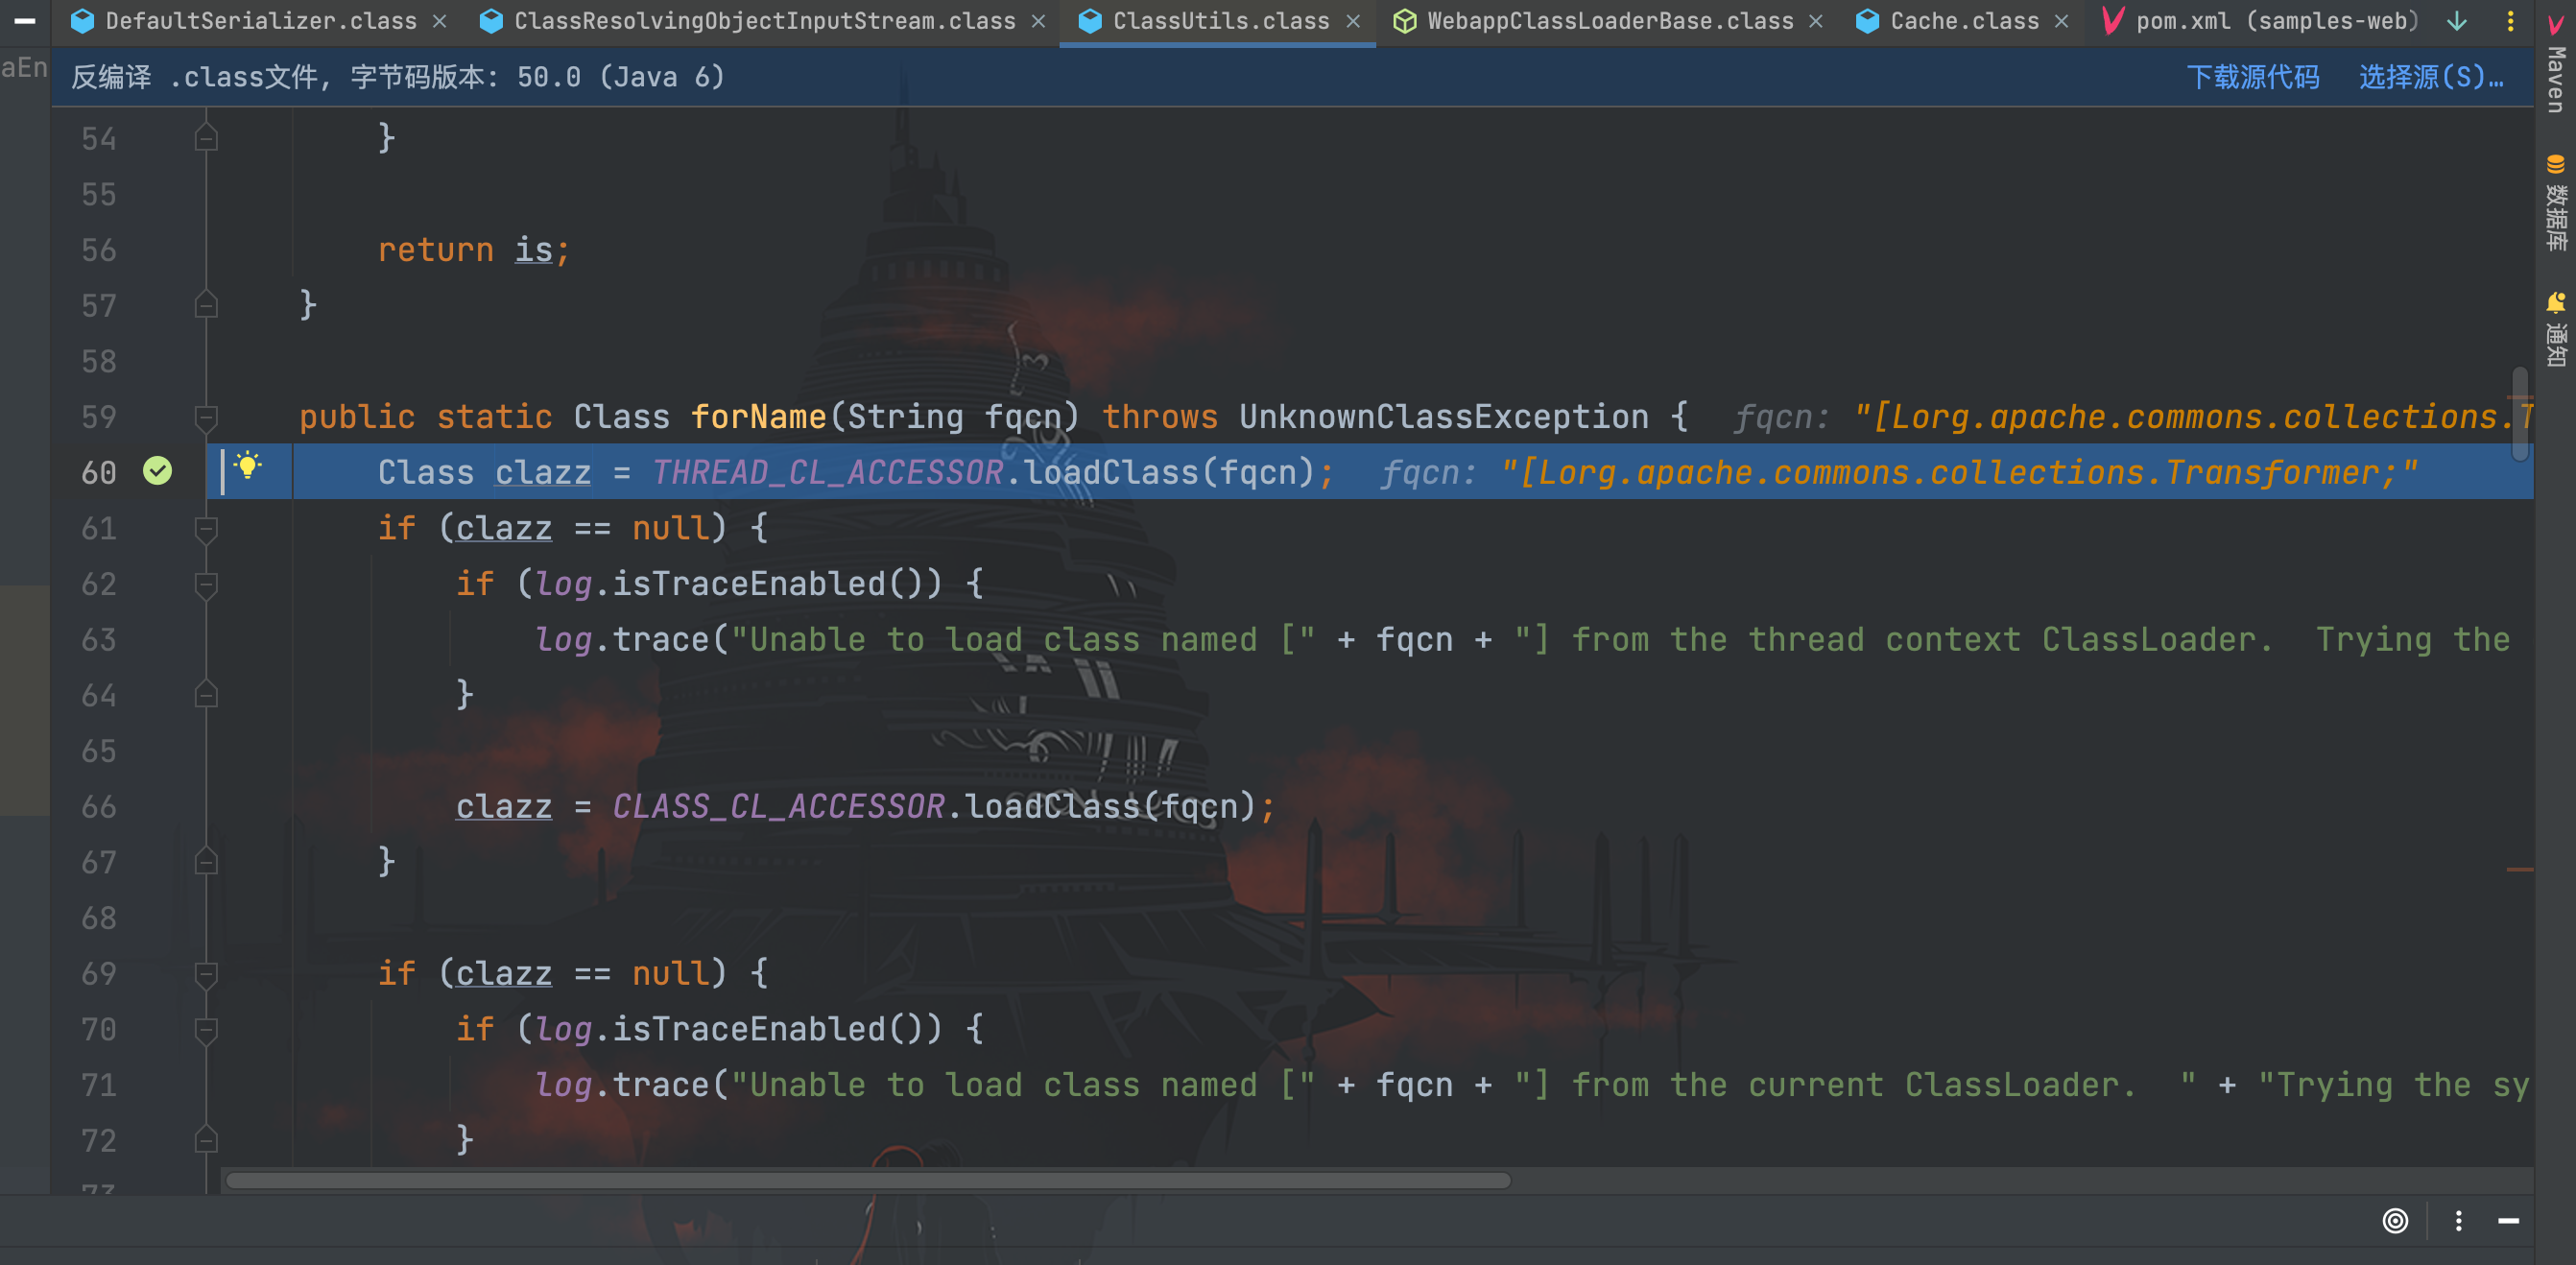 DefaultSerializer.class ClassResolvingObjectInputStream.class ClassUtils.class WebappClassLoaderBase.class Cache.class pom.xml (samples-web)
aEn
反编译 .class文件, 字节码版本: 50.0 (Java 6) 下载源代码 选择源(S)…
54 }
55
56 return is;
57 }
58
59 public static Class forName(String fqcn) throws UnknownClassException { fqcn: "[Lorg.apache.commons.collections.T
60 Class clazz = THREAD_CL_ACCESSOR.loadClass(fqcn); fqcn: "[Lorg.apache.commons.collections.Transformer;"
61 if (clazz == null) {
62 if (log.isTraceEnabled()) {
63 log.trace("Unable to load class named [" + fqcn + "] from the thread context ClassLoader.  Trying the
64 }
65
66 clazz = CLASS_CL_ACCESSOR.loadClass(fqcn);
67 }
68
69 if (clazz == null) {
70 if (log.isTraceEnabled()) {
71 log.trace("Unable to load class named [" + fqcn + "] from the current ClassLoader.  " + "Trying the sy
72 }
73
Maven
数据库
通知